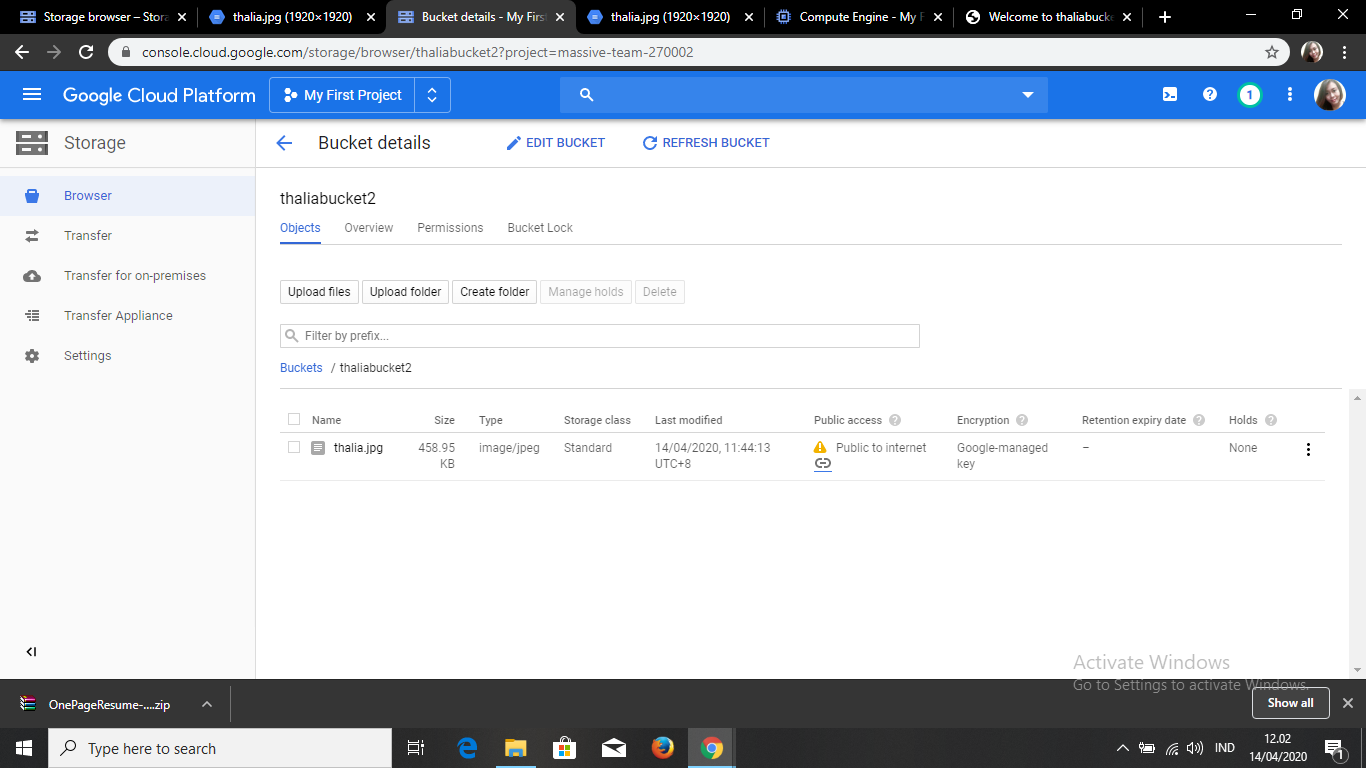 Storage browser – Stora
thalia.jpg (1920×1920)
Bucket details - My Firs
thalia.jpg (1920×1920)
Compute Engine - My F
Welcome to thaliabucke
console.cloud.google.com/storage/browser/thaliabucket2?project=massive-team-270002
Google Cloud Platform
My First Project
1
Storage
Bucket details
EDIT BUCKET
REFRESH BUCKET
Browser
Transfer
Transfer for on-premises
Transfer Appliance
Settings
thaliabucket2
Objects Overview Permissions Bucket Lock
Upload files Upload folder Create folder Manage holds Delete
Filter by prefix...
Buckets / thaliabucket2
Name Size Type Storage class Last modified Public access Encryption Retention expiry date Holds
thalia.jpg 458.95 image/jpeg Standard 14/04/2020, 11:44:13 Public to internet Google-managed – None
KB UTC+8 key
Activate Windows
Go to Settings to activate Windows.
OnePageResume-....zip
Show all
Type here to search
IND
12.02
14/04/2020
1